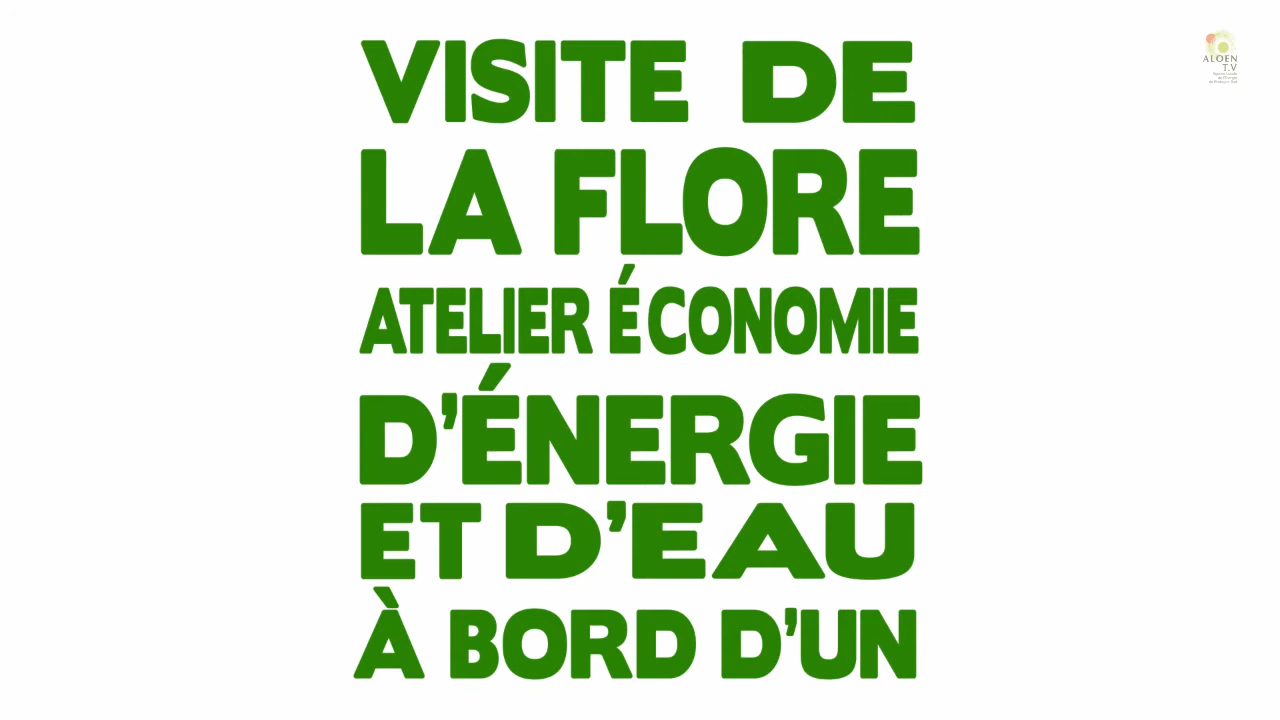 VISITE DE
LA FLORE
ATELIER ÉCONOMIE
D'ÉNERGIE
ET D'EAU
À BORD D'UN
ALOEN
T.V